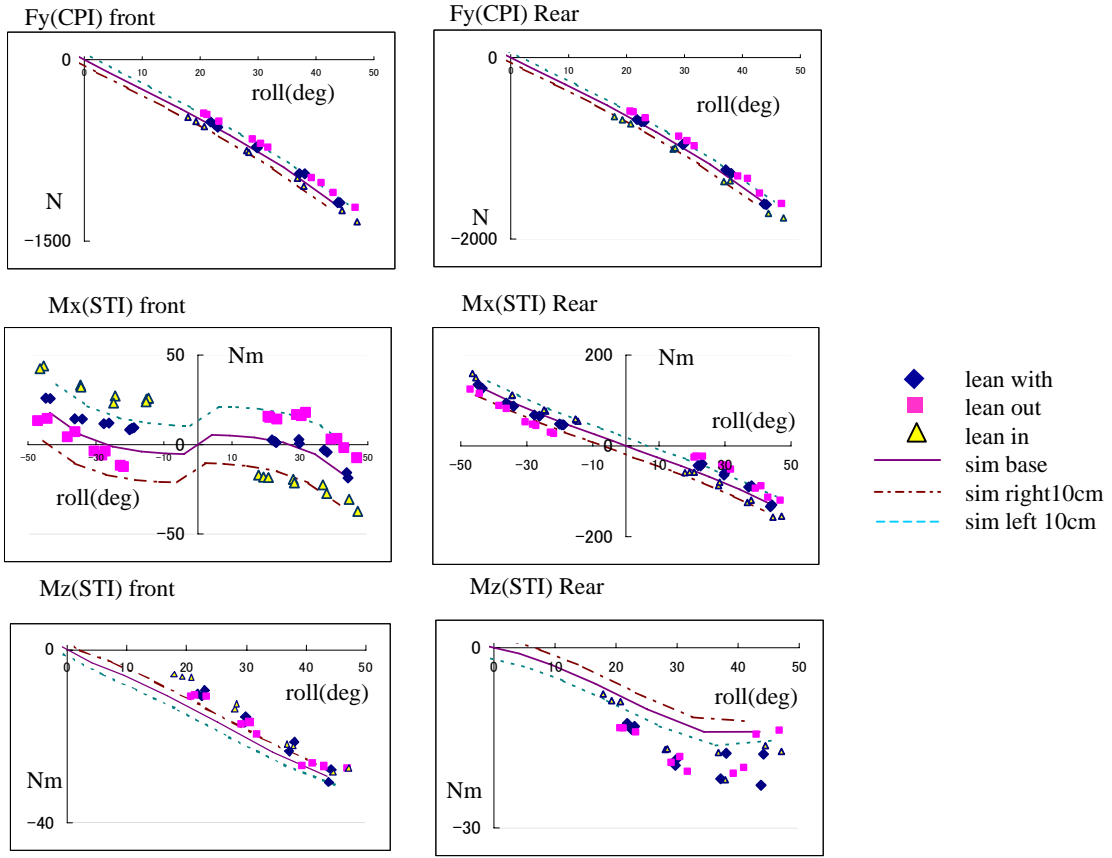 Fy(CPI) front
0
0
10
20
30
40
50
roll(deg)
N
−1500
Fy(CPI) Rear
0
0
10
20
30
40
50
roll(deg)
N
−2000
Mx(STI) front
50
Nm
0
-50
-30
-10
10
30
50
roll(deg)
−50
Mx(STI) Rear
200
Nm
roll(deg)
0
-50
-30
-10
10
30
50
−200
lean with
lean out
lean in
sim base
sim right10cm
sim left 10cm
Mz(STI) front
0
0
10
20
30
40
50
roll(deg)
Nm
−40
Mz(STI) Rear
0
0
10
20
30
40
50
roll(deg)
Nm
−30